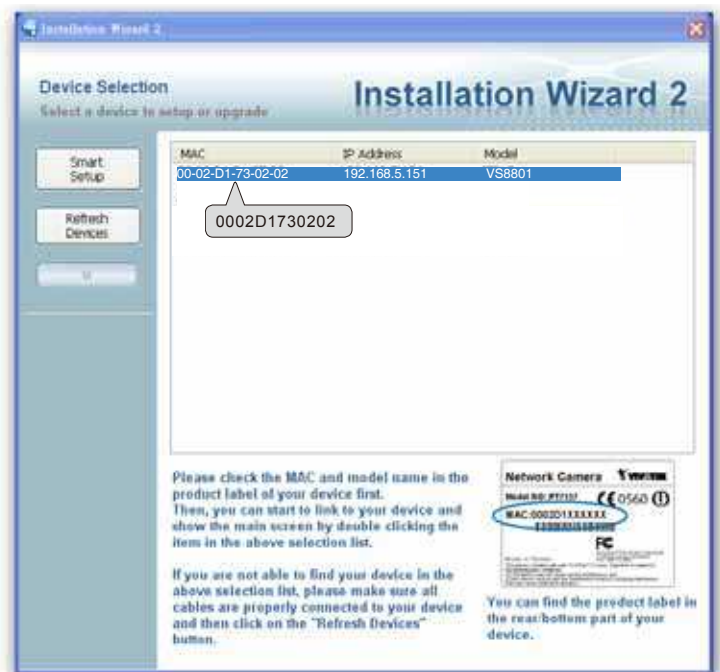 Installation Wizard 2
Device Selection
Select a device to setup or upgrade
Installation Wizard 2
Smart
Setup
Refresh
Devices
MAC IP Address Model
00-02-D1-73-02-02 192.168.5.151 VS8801
0002D1730202
Please check the MAC and model name in the
product label of your device first.
Then, you can start to link to your device and
show the main screen by double clicking the
item in the above selection list.
If you are not able to find your device in the
above selection list, please make sure all
cables are properly connected to your device
and then click on the "Refresh Devices"
button.
Network Camera VIVOTEK
Model NO: PT7137 CE 0560
MAC:0002D1XXXXXX
FC
You can find the product label in
the rear/bottom part of your
device.